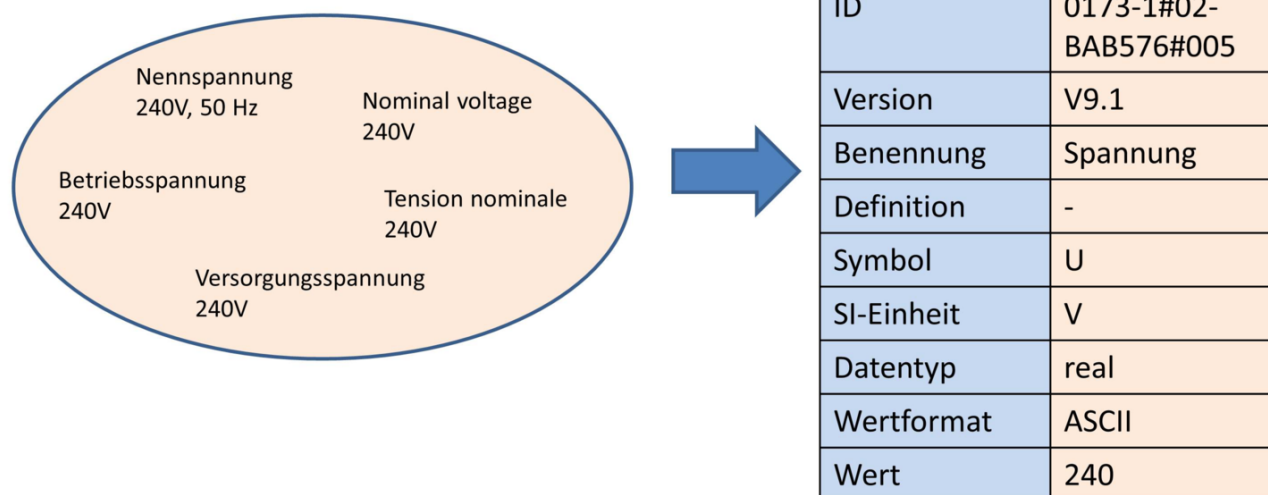 Nennspannung
240V, 50 Hz
Nominal voltage
240V
Betriebsspannung
240V
Tension nominale
240V
Versorgungsspannung
240V
ID 0173-1#02-
BAB576#005
Version V9.1
Benennung Spannung
Definition -
Symbol U
SI-Einheit V
Datentyp real
Wertformat ASCII
Wert 240